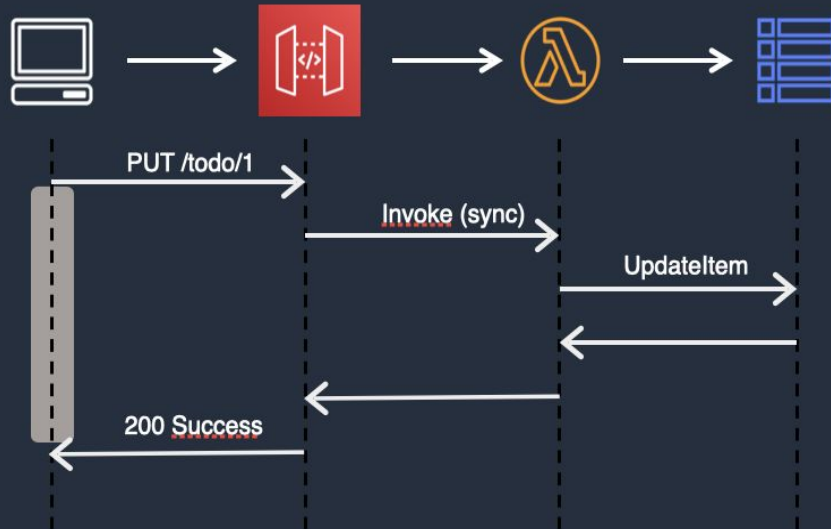 </>
PUT /todo/1
Invoke (sync)
UpdateItem
200 Success